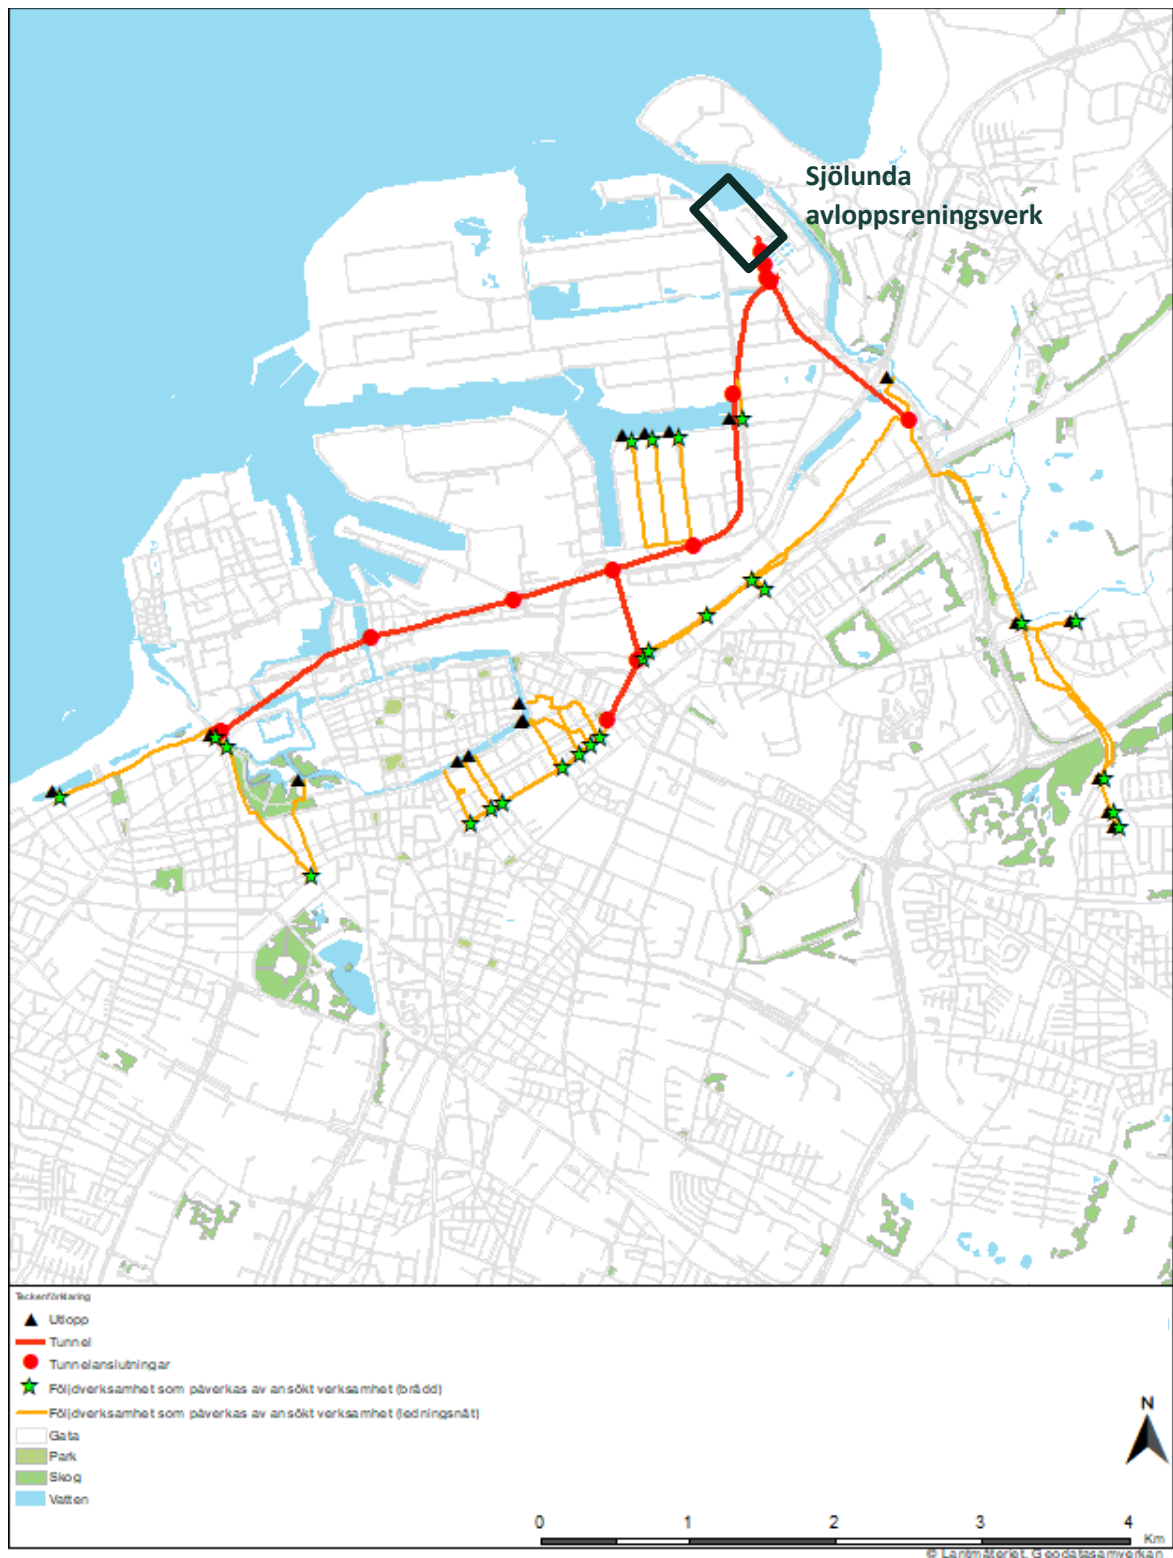 Sjölunda
avloppsreningsverk
Teckenförklaring
Utlopp
Tunnel
Tunnelanslutningar
Följdverksamhet som påverkas av ansökt verksamhet (brädd)
Följdverksamhet som påverkas av ansökt verksamhet (ledningsnät)
Gata
Park
Skog
Vatten
N
0 1 2 3 4
Km
© Lantmäteriet, Geodatasamverkan